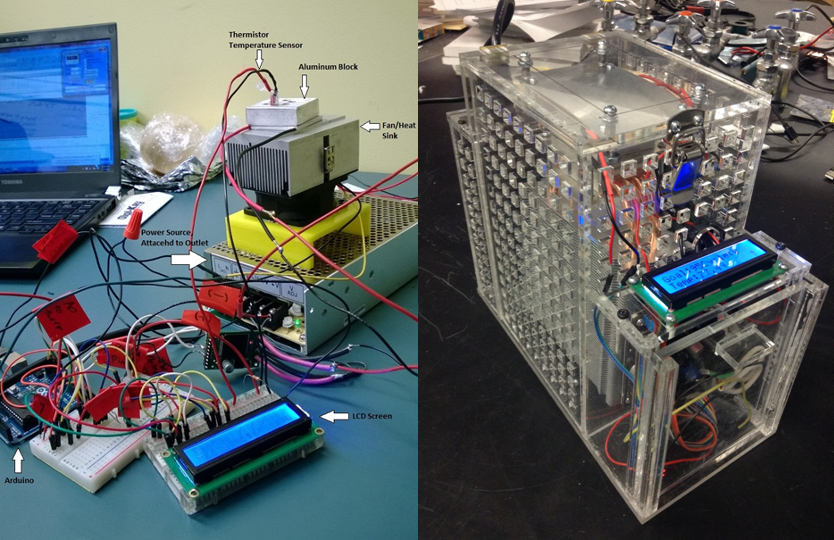 Thermistor
Temperature Sensor
Aluminum Block
Fan/Heat
Sink
Power Source,
Attacehd to Outlet
LCD Screen
Arduino
TOSHIBA